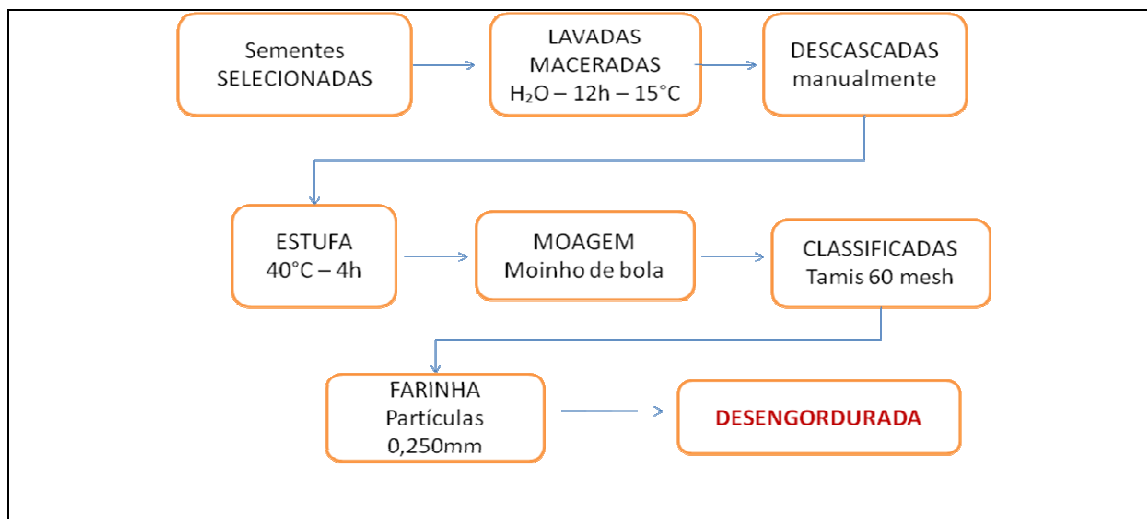 Sementes
SELECIONADAS
LAVADAS
MACERADAS
H₂O – 12h – 15°C
DESCASCADAS
manualmente
ESTUFA
40°C – 4h
MOAGEM
Moinho de bola
CLASSIFICADAS
Tamis 60 mesh
FARINHA
Partículas
0,250mm
DESENGORDURADA